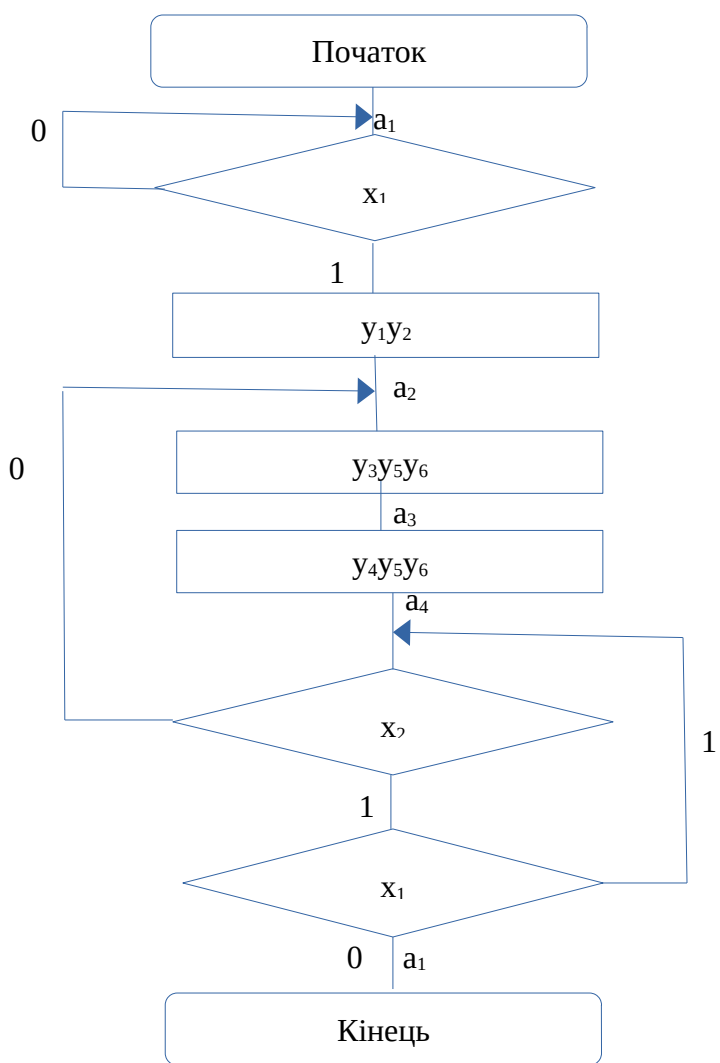 Початок
a₁
0
x₁
1
y₁y₂
a₂
0
y₃y₅y₆
a₃
y₄y₅y₆
a₄
x₂
1
1
x₁
0
a₁
Кінець